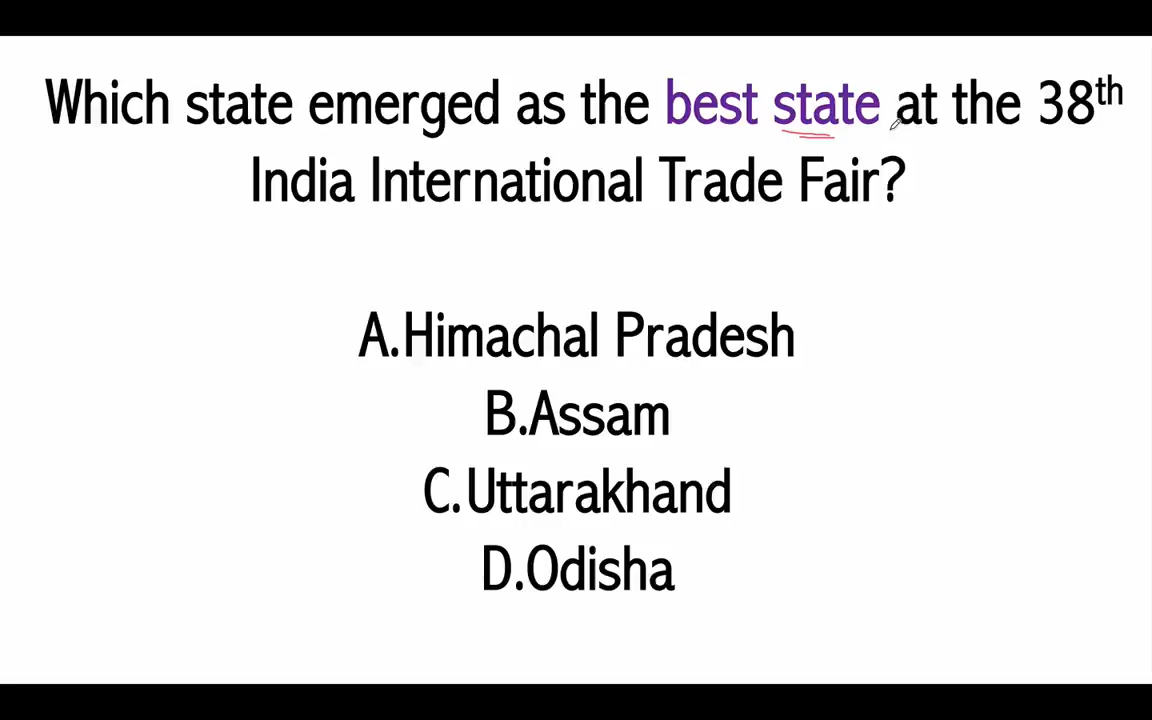 Which state emerged as the best state at the 38th
India International Trade Fair?
A.Himachal Pradesh
B.Assam
C.Uttarakhand
D.Odisha